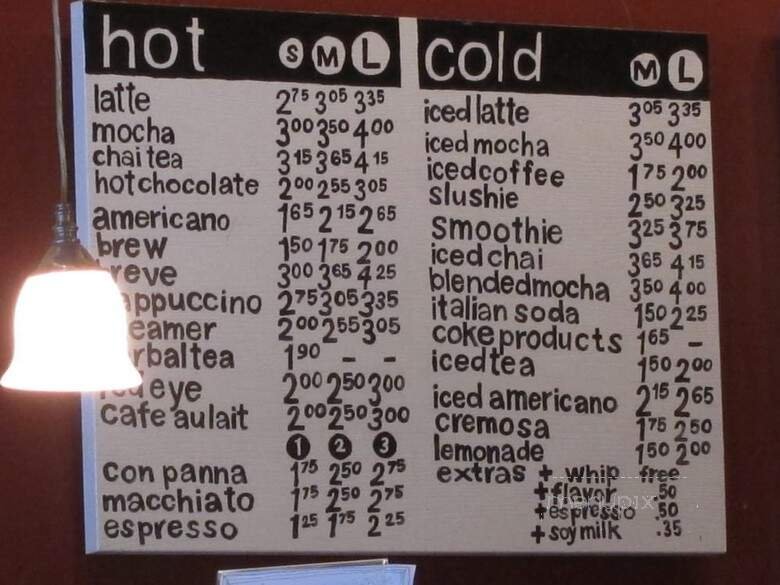 hot S M L
latte 2 75 3 05 3 35
mocha 3 00 3 50 4 00
chai tea 3 15 3 65 4 15
hot chocolate 2 00 2 55 3 05
americano 1 65 2 15 2 65
brew 1 50 1 75 2 00
breve 3 00 3 65 4 25
cappuccino 2 75 3 05 3 35
eamer 2 00 2 55 3 05
rbal tea 1 90 - -
eye 2 00 2 50 3 00
cafe au lait 2 00 2 50 3 00
1 2 3
con panna 1 75 2 50 2 75
macchiato 1 75 2 50 2 75
espresso 1 25 1 75 2 25
cold M L
iced latte 3 05 3 35
iced mocha 3 50 4 00
iced coffee 1 75 2 00
slushie 2 50 3 25
smoothie 3 25 3 75
iced chai 3 65 4 15
blended mocha 3 50 4 00
italian soda 1 50 2 25
coke products 1 65 -
iced tea 1 50 2 00
iced americano 2 15 2 65
cremosa 1 75 2 50
lemonade 1 50 2 00
extras + whip free
+ flavor .50
+ espresso .50
+ soy milk .35